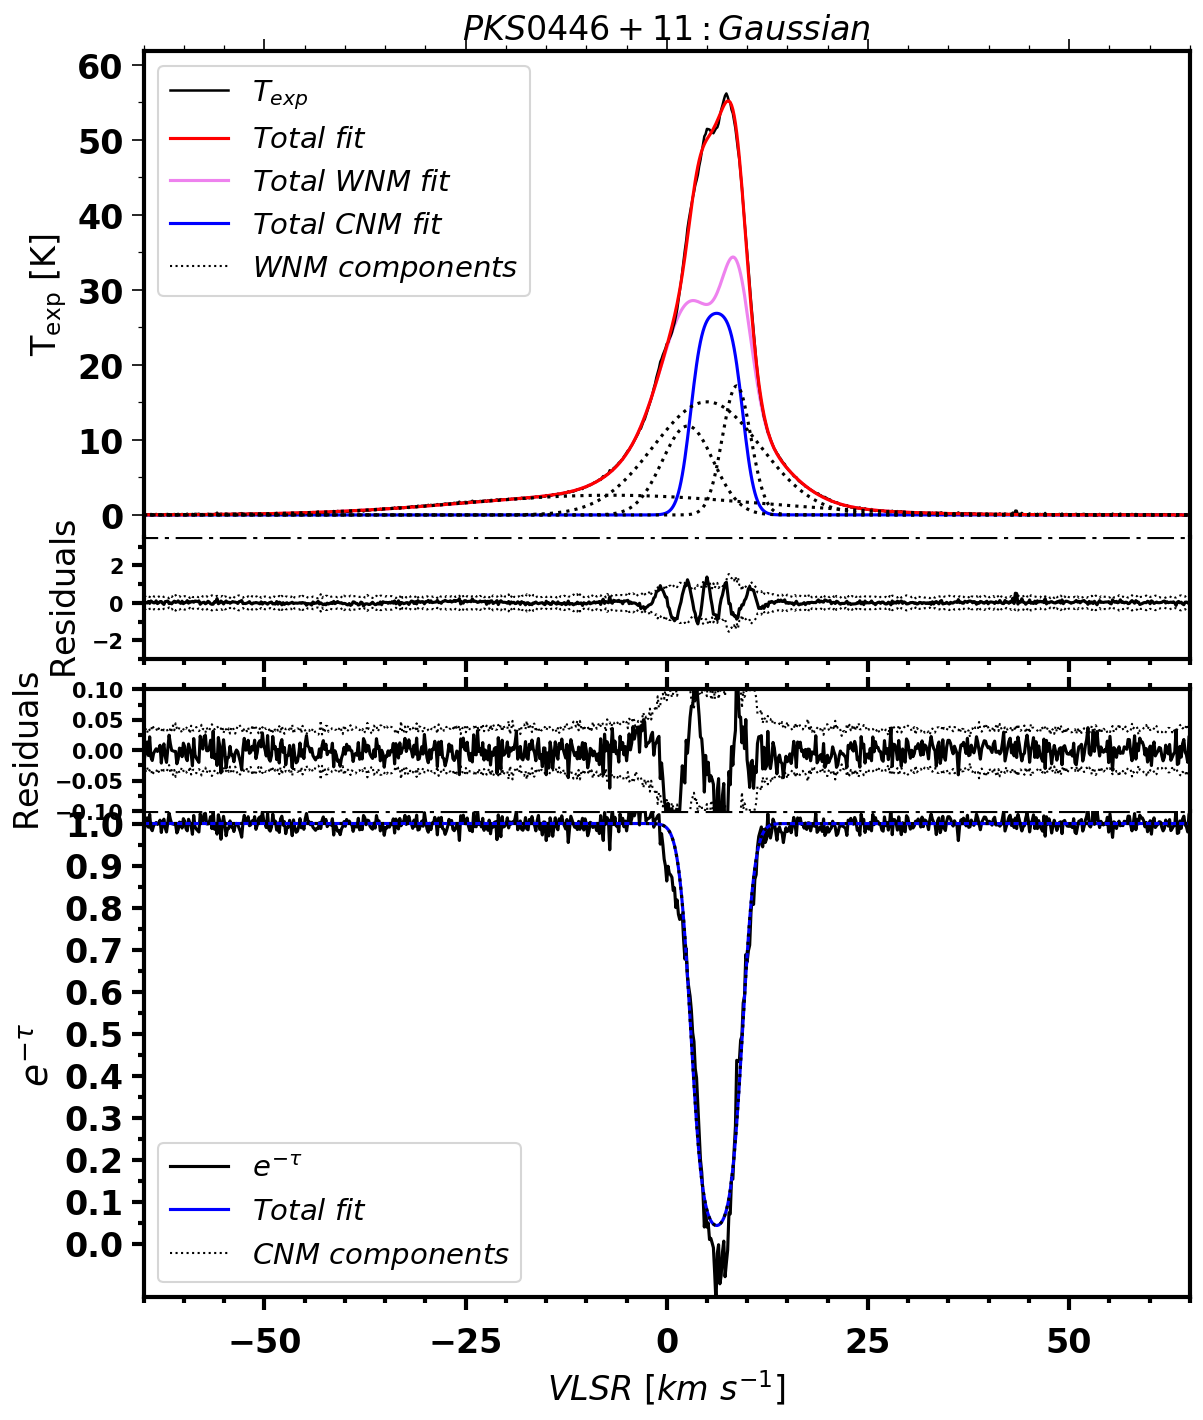 PKS0446 + 11 : Gaussian
60
50
40
30
20
10
0
T_exp [K]
T_exp
Total fit
Total WNM fit
Total CNM fit
WNM components
2
0
−2
Residuals
0.10
0.05
0.00
−0.05
−0.10
Residuals
1.0
0.9
0.8
0.7
0.6
0.5
0.4
0.3
0.2
0.1
0.0
e^{−τ}
e^{−τ}
Total fit
CNM components
−50 −25 0 25 50
VLSR [km s^{−1}]